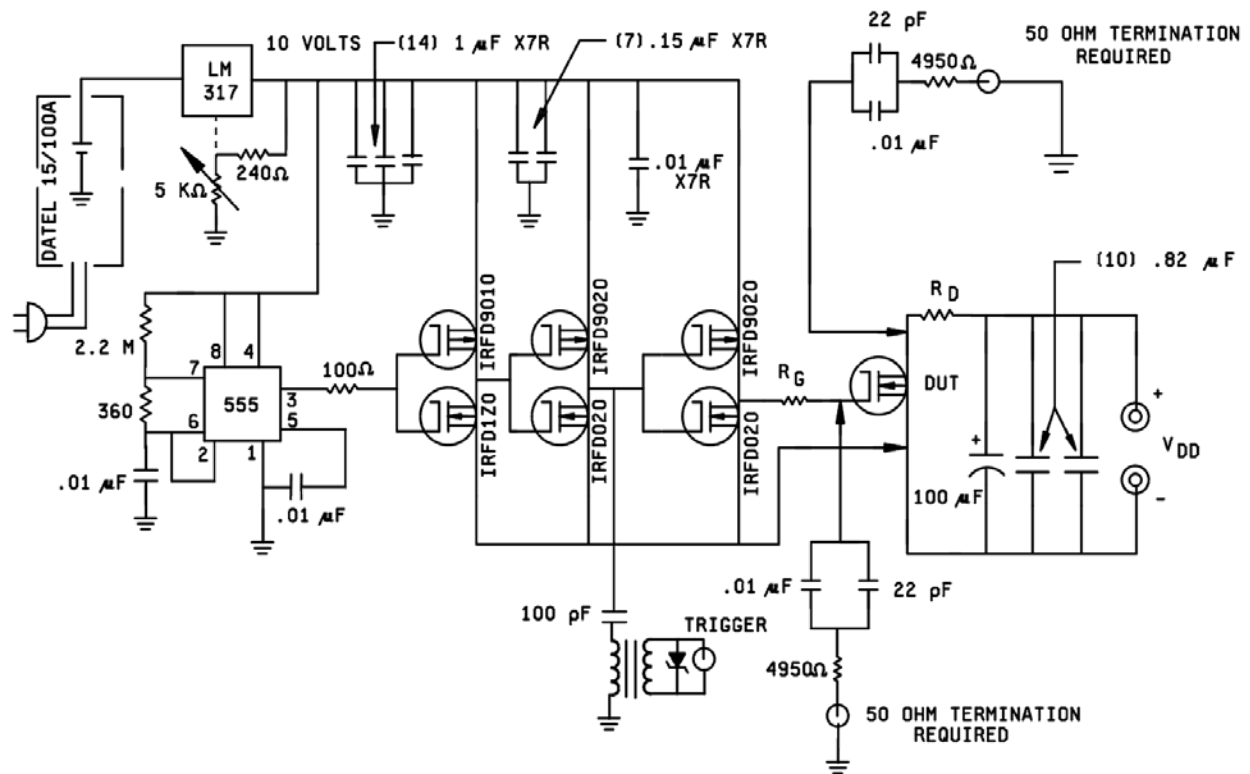 22 pF
50 OHM TERMINATION
REQUIRED
10 VOLTS
(14) 1 µF X7R
(7) .15 µF X7R
4950Ω
LM
317
.01 µF
DATEL 15/100A
240Ω
5 KΩ
.01 µF
X7R
(10) .82 µF
R D
IRFD9010
IRFD9020
IRFD9020
2.2 M
8
4
7
100Ω
R G
DUT
555
3
360
6
5
2
1
+
V DD
-
+
100 µF
IRFD1Z0
IRFD020
IRFD020
.01 µF
.01 µF
.01 µF
22 pF
100 pF
TRIGGER
4950Ω
50 OHM TERMINATION
REQUIRED